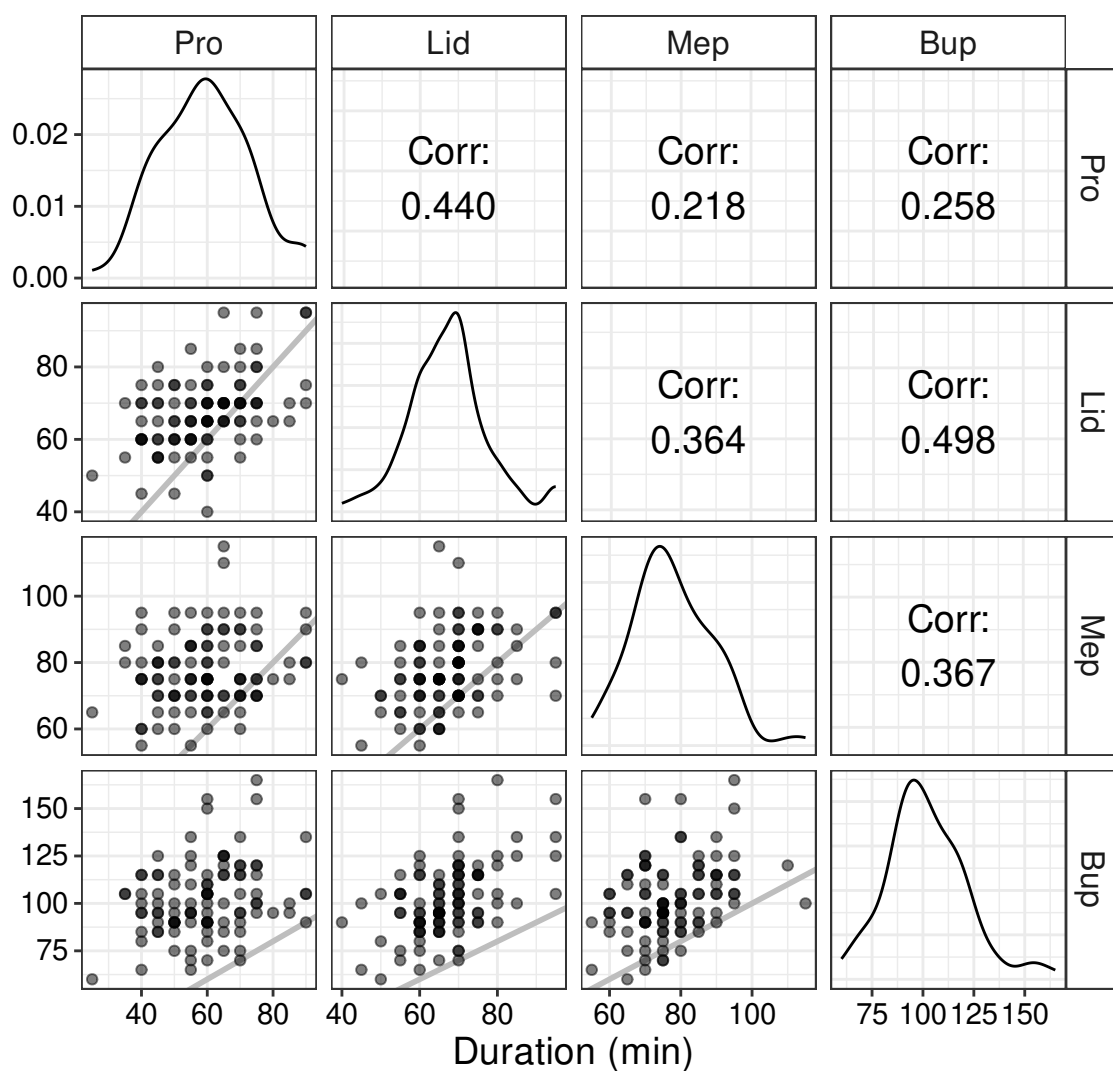 Pro Lid Mep Bup
0.02
0.01
0.00
Corr:
0.440
Corr:
0.218
Corr:
0.258
Pro
80
60
40
Corr:
0.364
Corr:
0.498
Lid
100
80
60
Corr:
0.367
Mep
150
125
100
75
Bup
40 60 80 40 60 80 60 80 100 75 100 125 150
Duration (min)